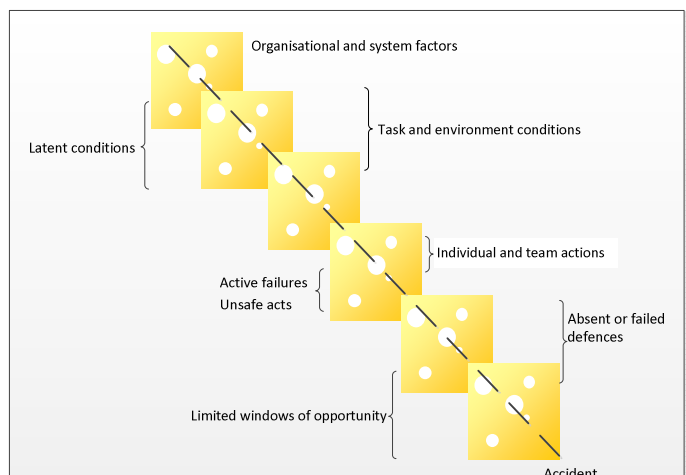 Organisational and system factors
Task and environment conditions
Latent conditions
Individual and team actions
Active failures
Unsafe acts
Absent or failed
defences
Limited windows of opportunity
Accident